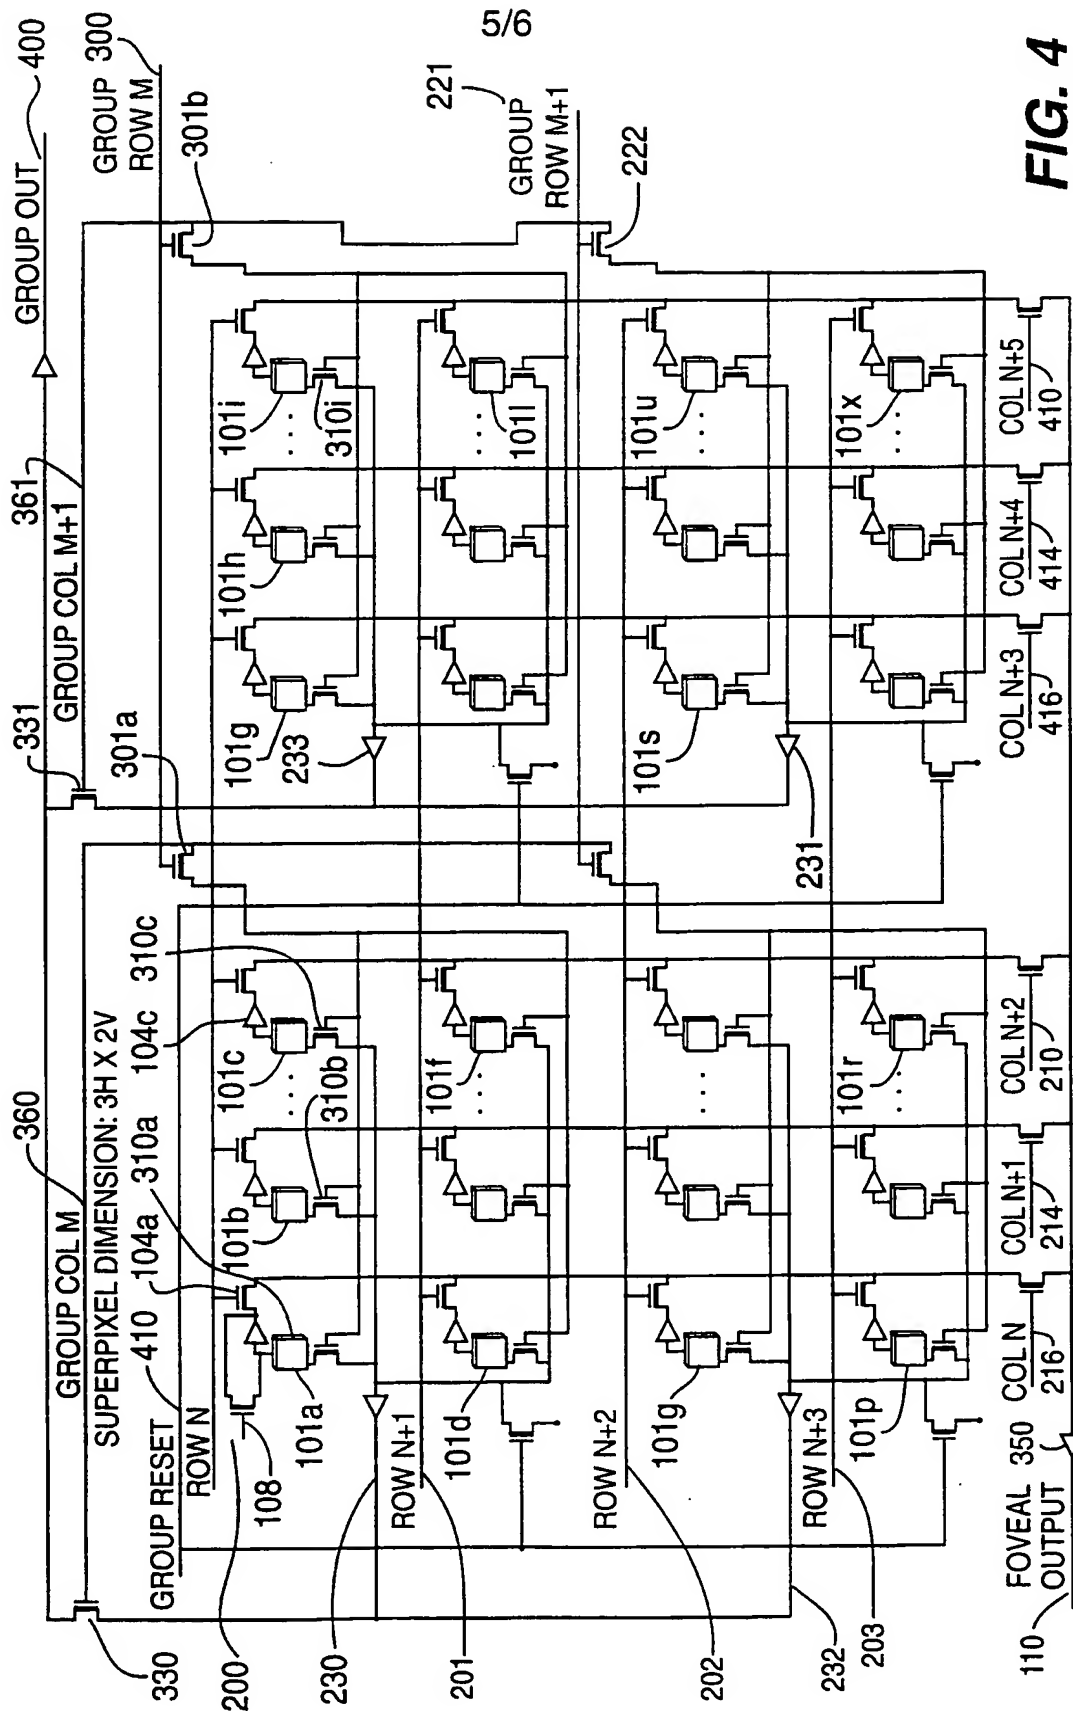 5/6
GROUP OUT 400
GROUP 300
ROW M
301b
221
GROUP
ROW M+1
222
361
GROUP COL M+1
331
301a
360
GROUP COL M
SUPERPIXEL DIMENSION: 3H X 2V
410 104a 310a 104c 310c
GROUP RESET
ROW N
330
200
108
101a
101b
101c
310b
101g
101h
101i
310i
233
230
ROW N+1
201
101d
101f
101l
ROW N+2
202
101g
101s
101u
231
232
ROW N+3
203
101p
101r
101x
COL N
216
COL N+1
214
COL N+2
210
COL N+3
416
COL N+4
414
COL N+5
410
FOVEAL 350
OUTPUT
110
FIG. 4